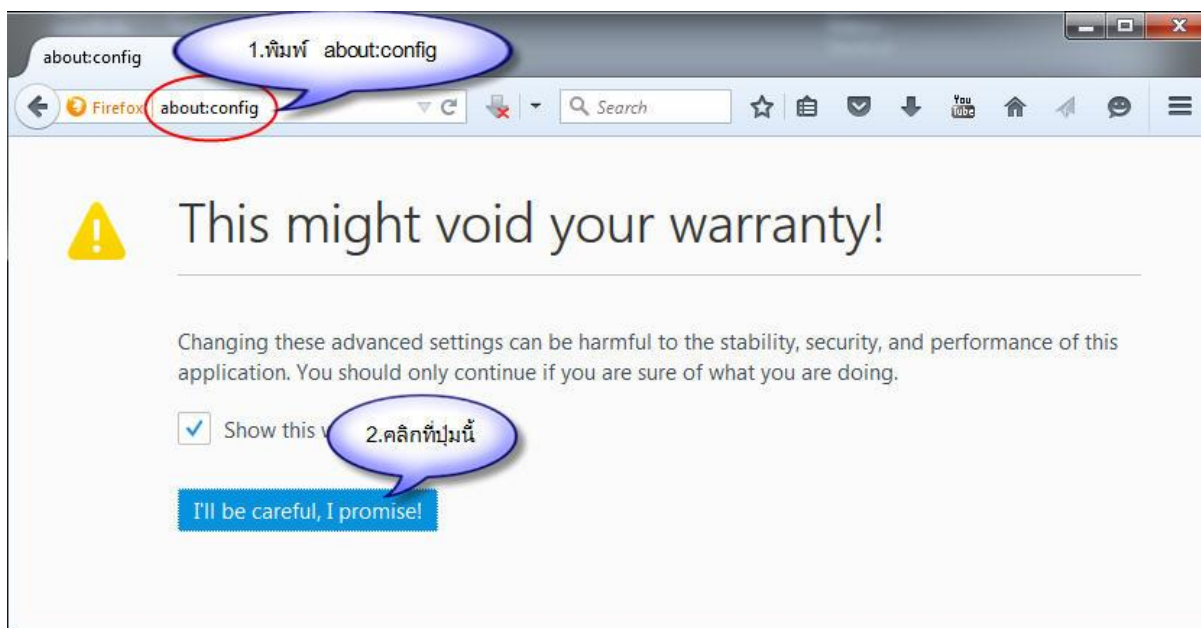 about:config
1.พิมพ์ about:config
Firefox about:config
Search
You
Tube
This might void your warranty!
Changing these advanced settings can be harmful to the stability, security, and performance of this
application. You should only continue if you are sure of what you are doing.
Show this
2.คลิกที่ปุ่มนี้
I'll be careful, I promise!